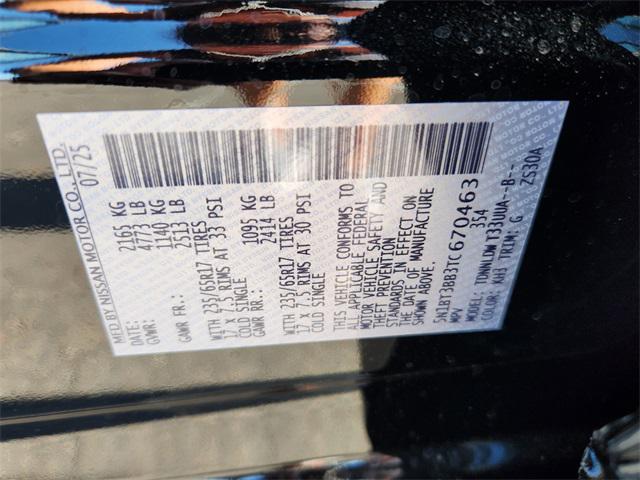 MFD BY NISSAN MOTOR CO., LTD.
DATE: 07/25
GVWR: 2165 KG
4773 LB
GAWR FR.: 1140 KG
2513 LB
WITH 235/65R17 TIRES
17 x 7.5 RIMS AT 33 PSI
COLD SINGLE
GAWR RR.: 1095 KG
2414 LB
WITH 235/65R17 TIRES
17 x 7.5 RIMS AT 30 PSI
COLD SINGLE
THIS VEHICLE CONFORMS TO
ALL APPLICABLE FEDERAL
MOTOR VEHICLE SAFETY AND
THEFT PREVENTION
STANDARDS IN EFFECT ON
THE DATE OF MANUFACTURE
SHOWN ABOVE.
5N1BT3BB3TC670463
MPV 354
MODEL: TDNNLDW T33UUA-B--
COLOR: KH3 TRIM: G ZS30A